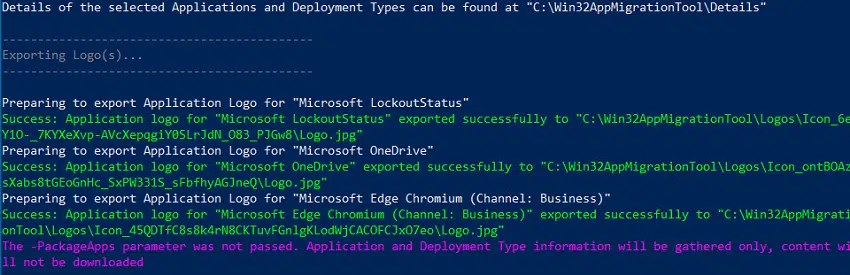 Details of the selected Applications and Deployment Types can be found at "C:\Win32AppMigrationTool\Details"
--------------------------------------------
Exporting Logo(s)...
--------------------------------------------
Preparing to export Application Logo for "Microsoft LockoutStatus"
Success: Application logo for "Microsoft LockoutStatus" exported successfully to "C:\Win32AppMigrationTool\Logos\Icon_6e
Y1O-_7KYXeXvp-AVcXepqgiY0SLrJdN_O83_PJGw8\Logo.jpg"
Preparing to export Application Logo for "Microsoft OneDrive"
Success: Application logo for "Microsoft OneDrive" exported successfully to "C:\Win32AppMigrationTool\Logos\Icon_ontBOAz
sXabs8tGEoGnHc_SxPW331S_sFbfhyAGJneQ\Logo.jpg"
Preparing to export Application Logo for "Microsoft Edge Chromium (Channel: Business)"
Success: Application logo for "Microsoft Edge Chromium (Channel: Business)" exported successfully to "C:\Win32AppMigrati
onTool\Logos\Icon_45QDTfC8s8k4rN8CKTuvFGnlgKLodWjCACOFCJxO7eo\Logo.jpg"
The -PackageApps parameter was not passed. Application and Deployment Type information will be gathered only, content wi
ll not be downloaded